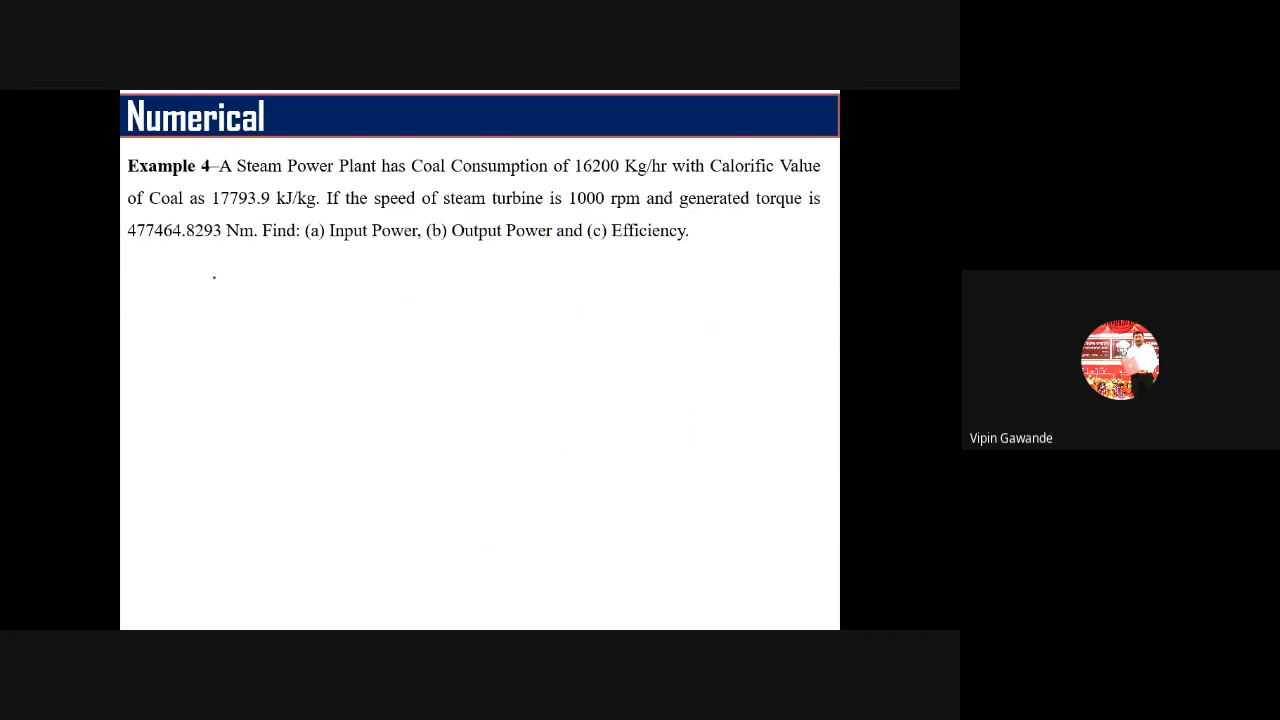 Numerical
Example 4–A Steam Power Plant has Coal Consumption of 16200 Kg/hr with Calorific Value
of Coal as 17793.9 kJ/kg. If the speed of steam turbine is 1000 rpm and generated torque is
477464.8293 Nm. Find: (a) Input Power, (b) Output Power and (c) Efficiency.
Vipin Gawande